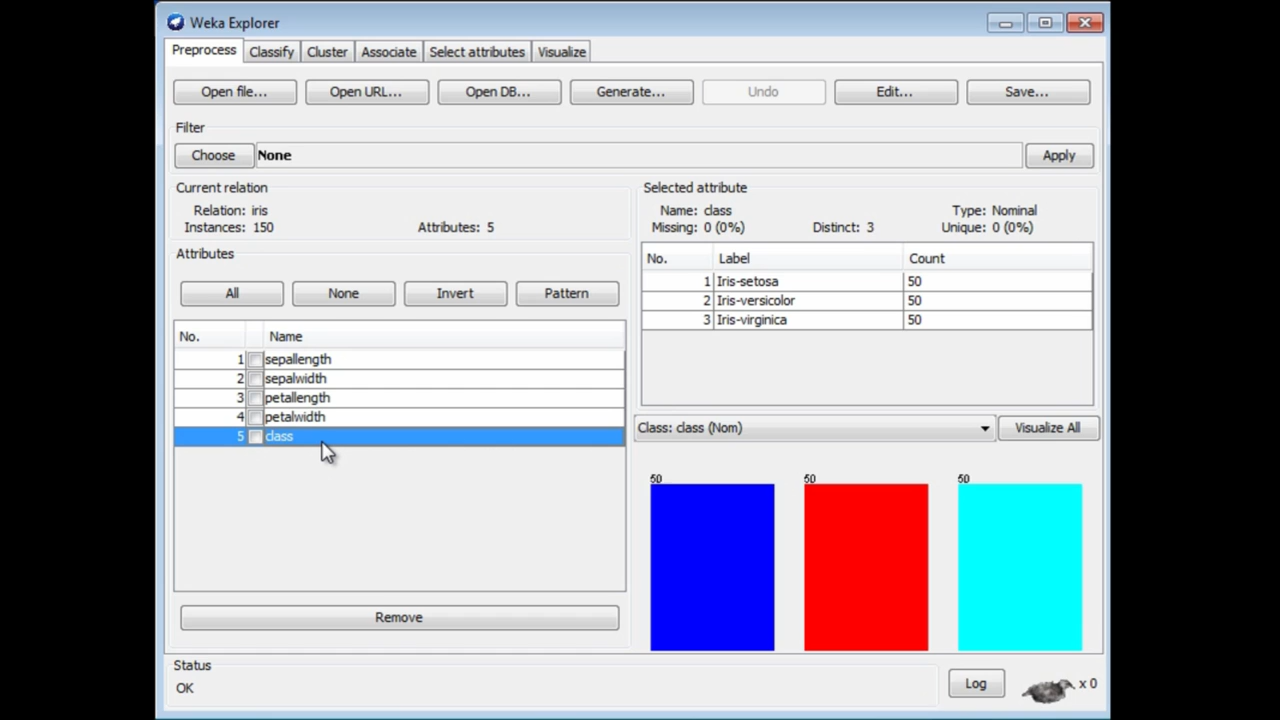 Weka Explorer
Preprocess Classify Cluster Associate Select attributes Visualize
Open file... Open URL... Open DB... Generate... Undo Edit... Save...
Filter
Choose None Apply
Current relation
Relation: iris
Instances: 150 Attributes: 5
Attributes
All None Invert Pattern
No. Name
1 sepallength
2 sepalwidth
3 petallength
4 petalwidth
5 class
Remove
Selected attribute
Name: class Type: Nominal
Missing: 0 (0%) Distinct: 3 Unique: 0 (0%)
No. Label Count
1 Iris-setosa 50
2 Iris-versicolor 50
3 Iris-virginica 50
Class: class (Nom) Visualize All
50 50 50
Status
OK Log x 0